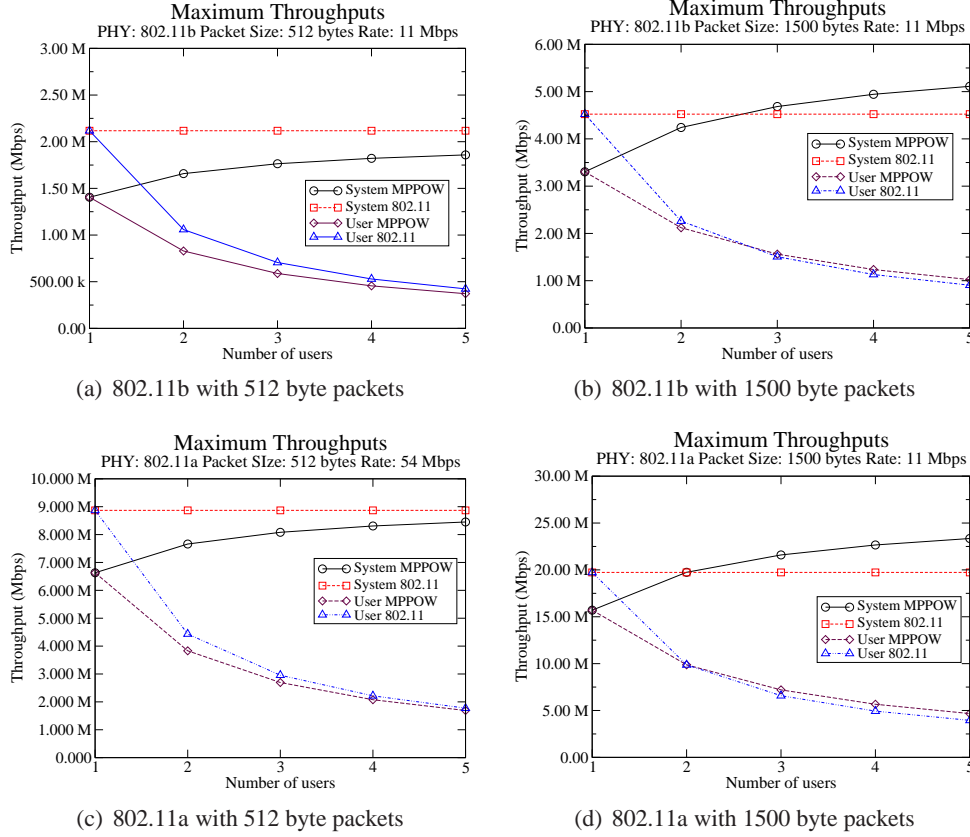 Maximum Throughputs
PHY: 802.11b Packet Size: 512 bytes Rate: 11 Mbps
3.00 M
2.50 M
2.00 M
1.50 M
1.00 M
500.00 k
0.00
Throughput (Mbps)
System MPPOW
System 802.11
User MPPOW
User 802.11
1 2 3 4 5
Number of users
(a) 802.11b with 512 byte packets
Maximum Throughputs
PHY: 802.11b Packet Size: 1500 bytes Rate: 11 Mbps
6.00 M
5.00 M
4.00 M
3.00 M
2.00 M
1.00 M
0.00
Throughput (Mbps)
System MPPOW
System 802.11
User MPPOW
User 802.11
1 2 3 4 5
Number of users
(b) 802.11b with 1500 byte packets
Maximum Throughputs
PHY: 802.11a Packet SIze: 512 bytes Rate: 54 Mbps
10.000 M
9.000 M
8.000 M
7.000 M
6.000 M
5.000 M
4.000 M
3.000 M
2.000 M
1.000 M
0.000
Throughput (Mbps)
System MPPOW
System 802.11
User MPPOW
User 802.11
1 2 3 4 5
Number of users
(c) 802.11a with 512 byte packets
Maximum Throughputs
PHY: 802.11a Packet Size: 1500 bytes Rate: 11 Mbps
30.00 M
25.00 M
20.00 M
15.00 M
10.00 M
5.00 M
0.00
Throughput (Mbps)
System MPPOW
System 802.11
User MPPOW
User 802.11
1 2 3 4 5
Number of users
(d) 802.11a with 1500 byte packets